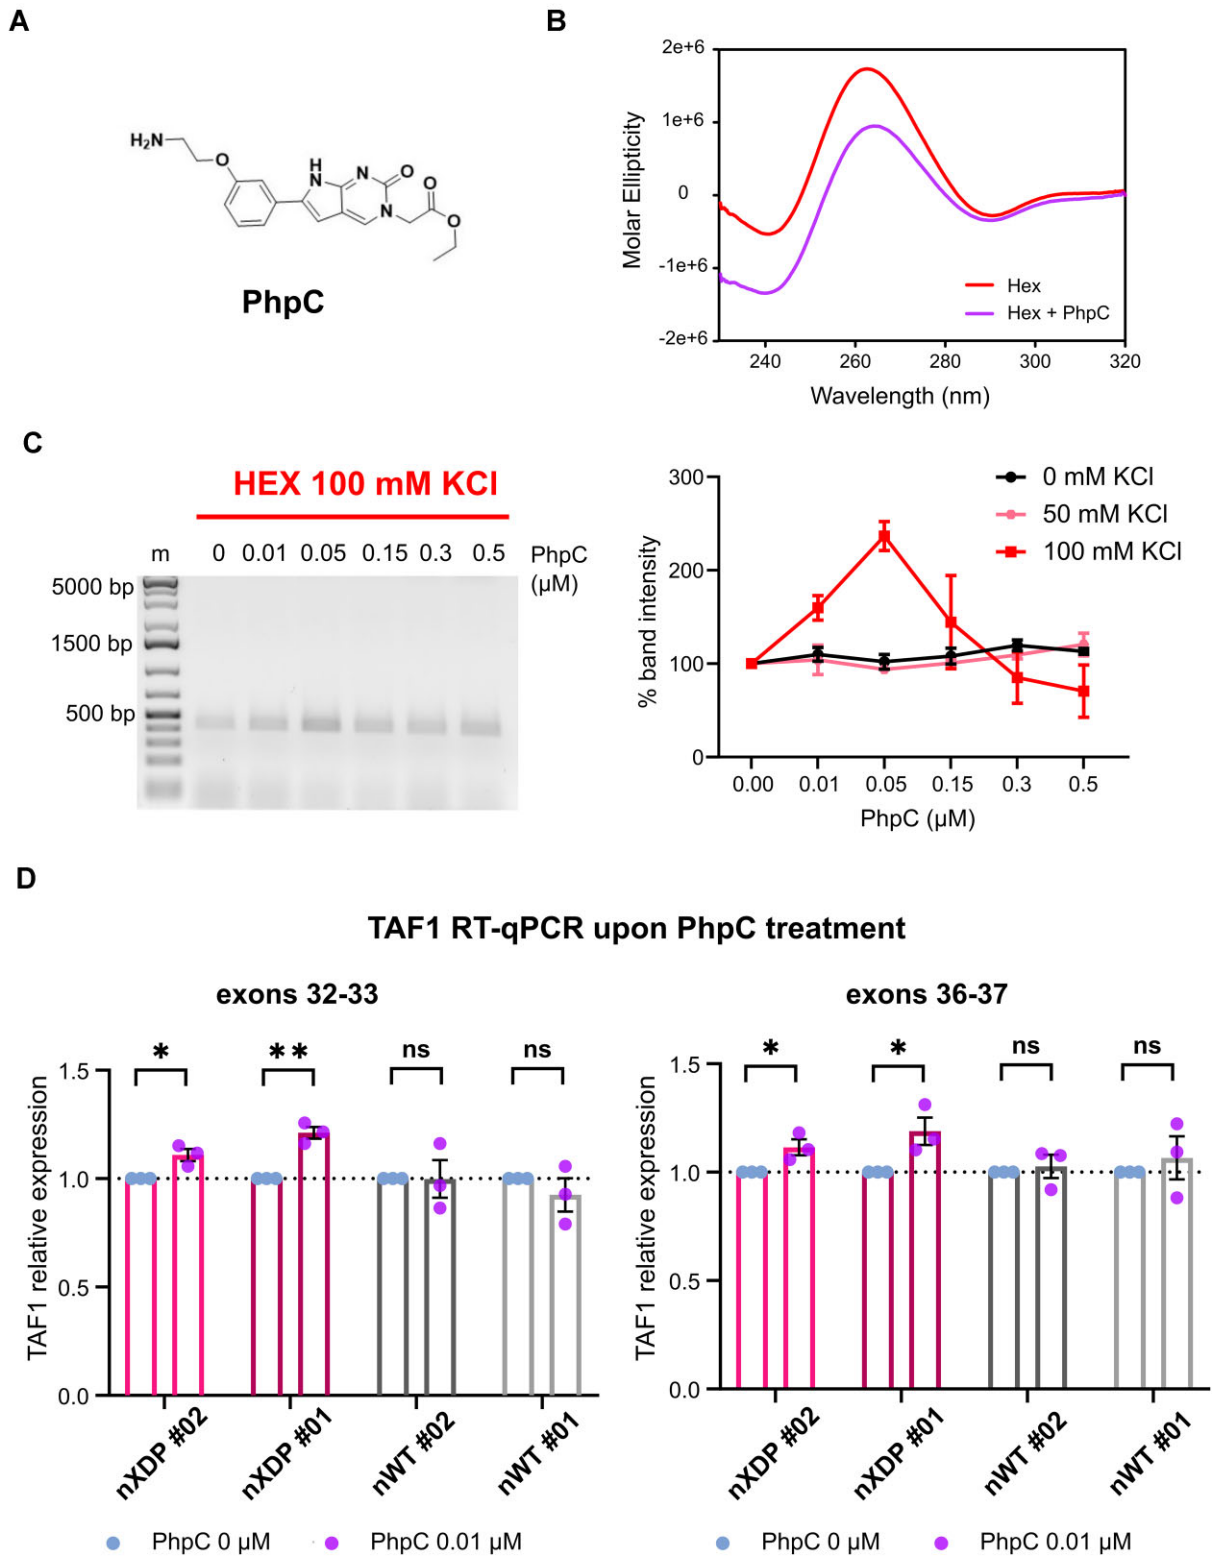 A
H₂N
O
H
N
N
O
N
O
O
PhpC
B
2e+6
1e+6
0
-1e+6
-2e+6
Molar Ellipticity
Hex
Hex + PhpC
240 260 280 300 320
Wavelength (nm)
C
HEX 100 mM KCl
m 0 0.01 0.05 0.15 0.3 0.5 PhpC
(µM)
5000 bp
1500 bp
500 bp
300
200
100
0
% band intensity
0 mM KCl
50 mM KCl
100 mM KCl
0.00 0.01 0.05 0.15 0.3 0.5
PhpC (µM)
D
TAF1 RT-qPCR upon PhpC treatment
exons 32-33
* ** ns ns
1.5
1.0
0.5
0.0
TAF1 relative expression
nXDP #02 nXDP #01 nWT #02 nWT #01
PhpC 0 µM PhpC 0.01 µM
exons 36-37
* * ns ns
1.5
1.0
0.5
0.0
TAF1 relative expression
nXDP #02 nXDP #01 nWT #02 nWT #01
PhpC 0 µM PhpC 0.01 µM